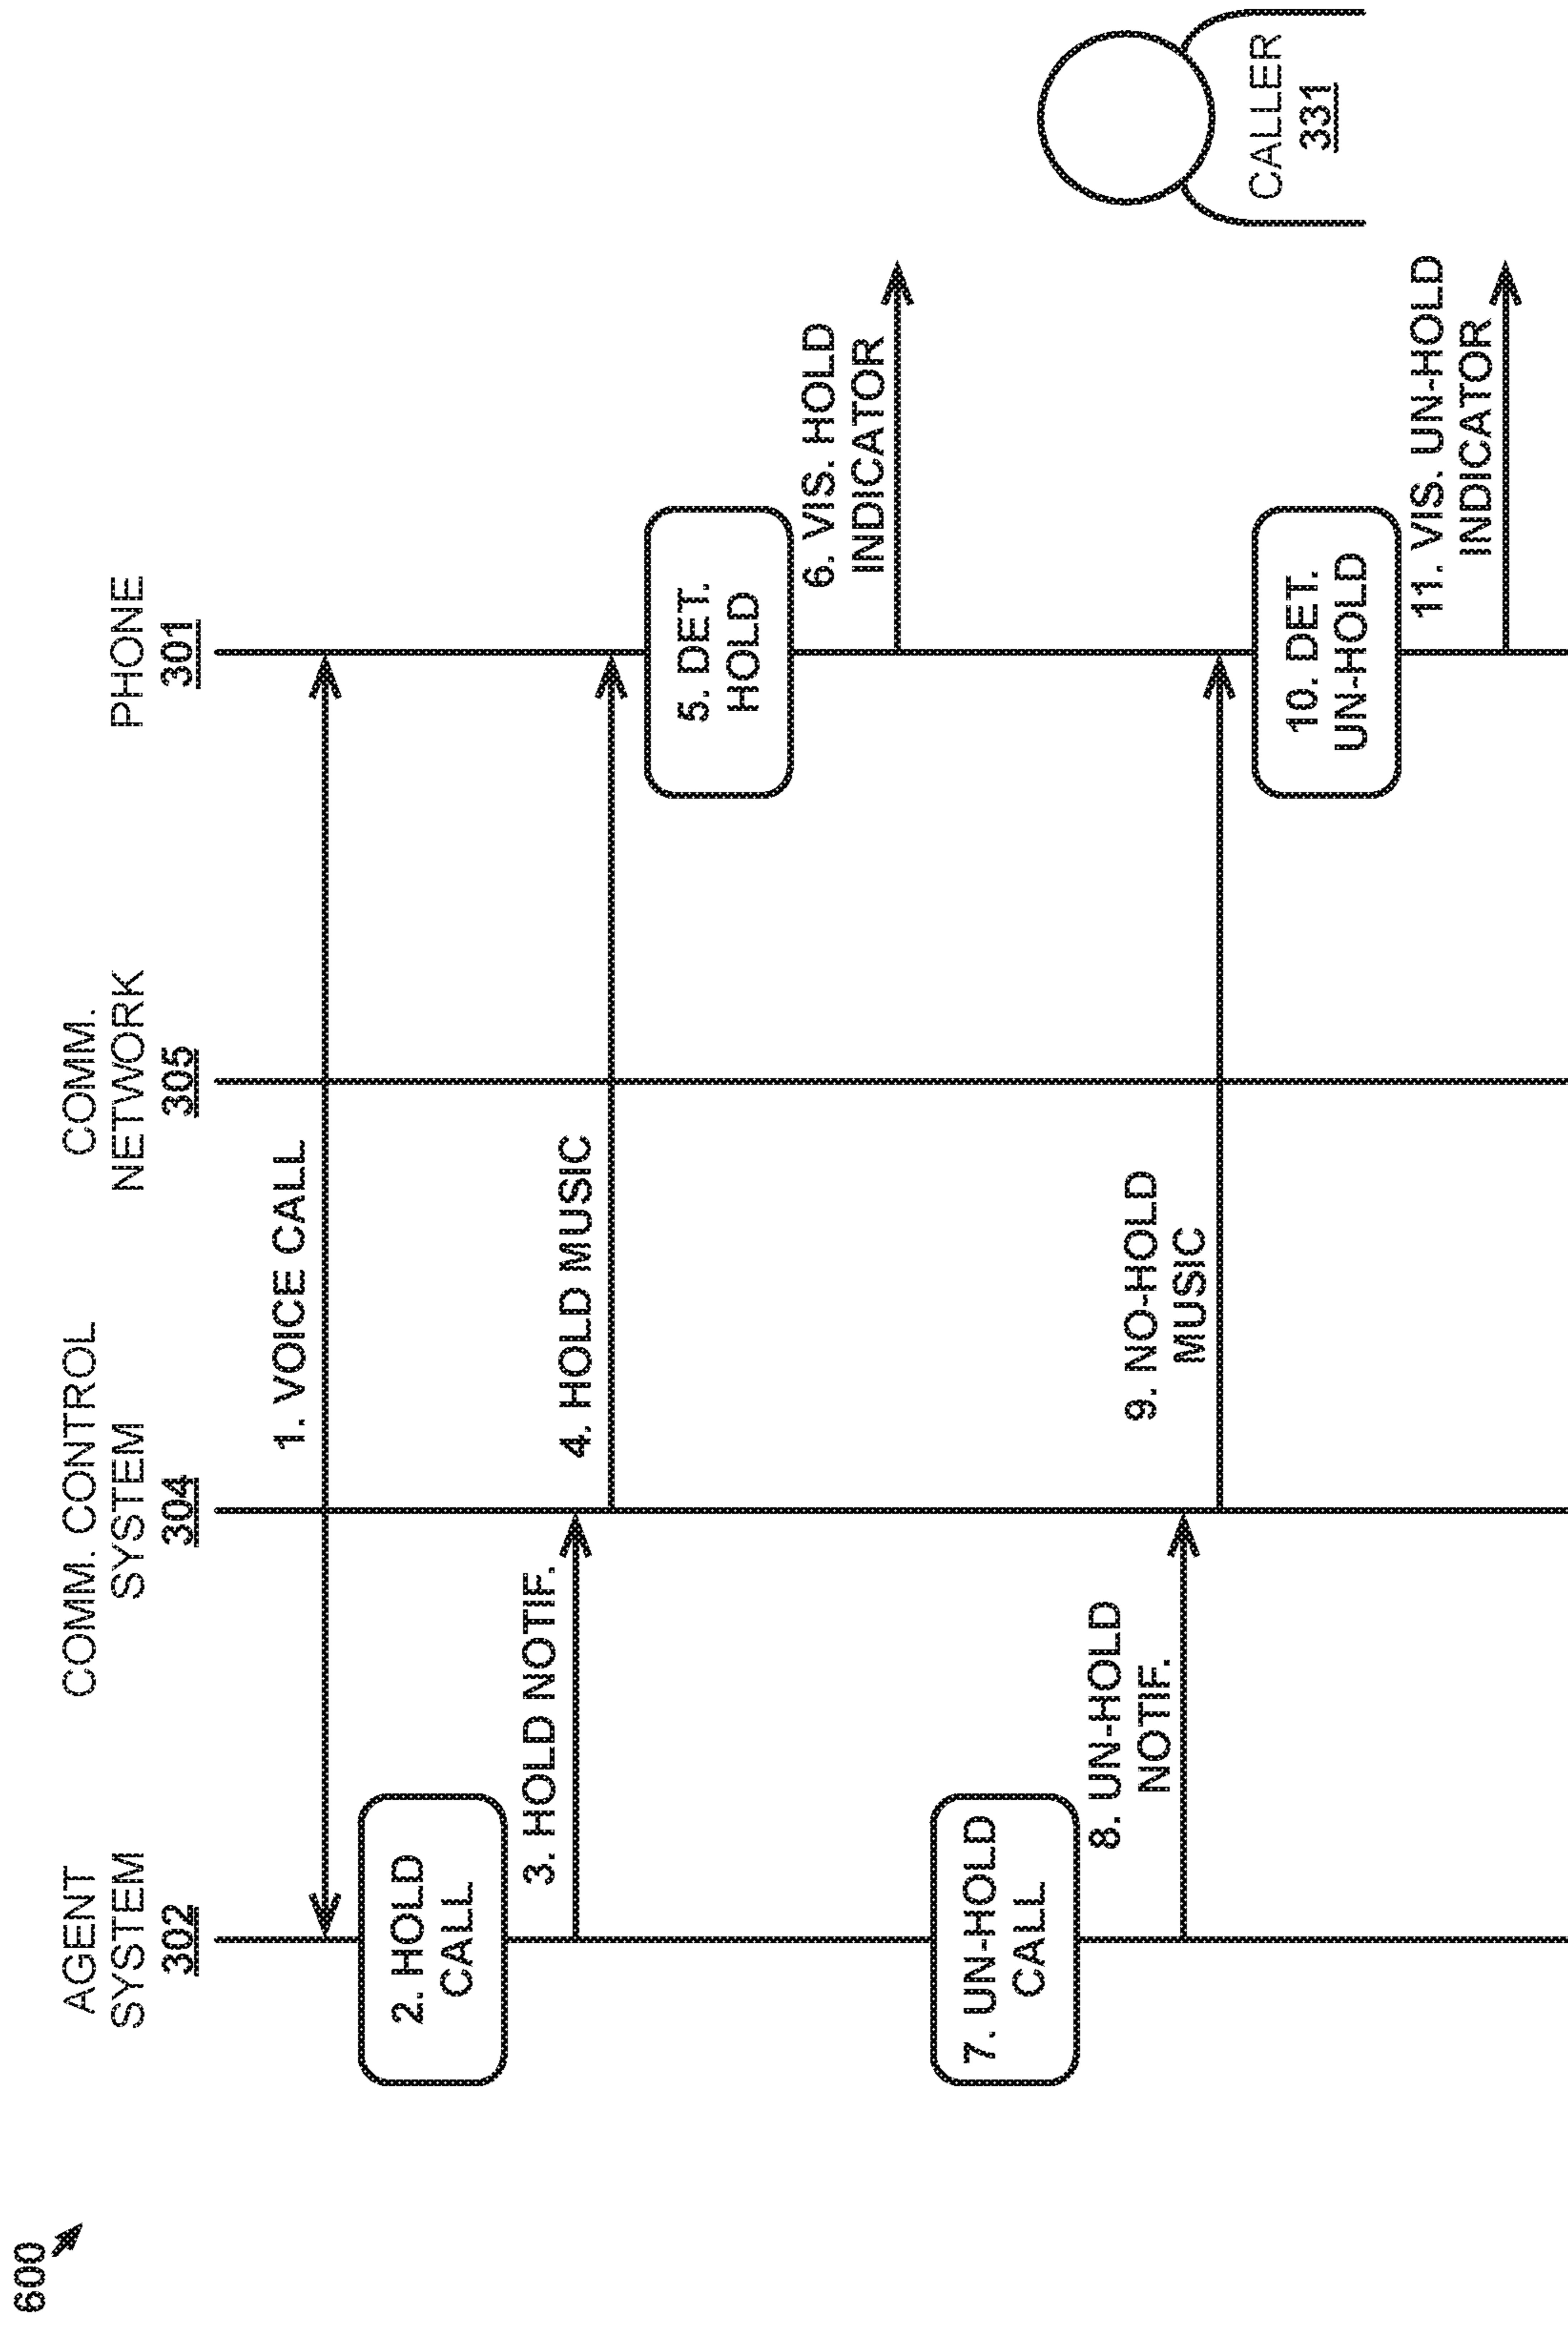 600
AGENT
SYSTEM
302
COMM. CONTROL
SYSTEM
304
COMM.
NETWORK
305
PHONE
301
1. VOICE CALL
2. HOLD
CALL
3. HOLD NOTIF.
4. HOLD MUSIC
5. DET.
HOLD
6. VIS. HOLD
INDICATOR
7. UN-HOLD
CALL
8. UN-HOLD
NOTIF.
9. NO-HOLD
MUSIC
10. DET.
UN-HOLD
11. VIS. UN-HOLD
INDICATOR
CALLER
331